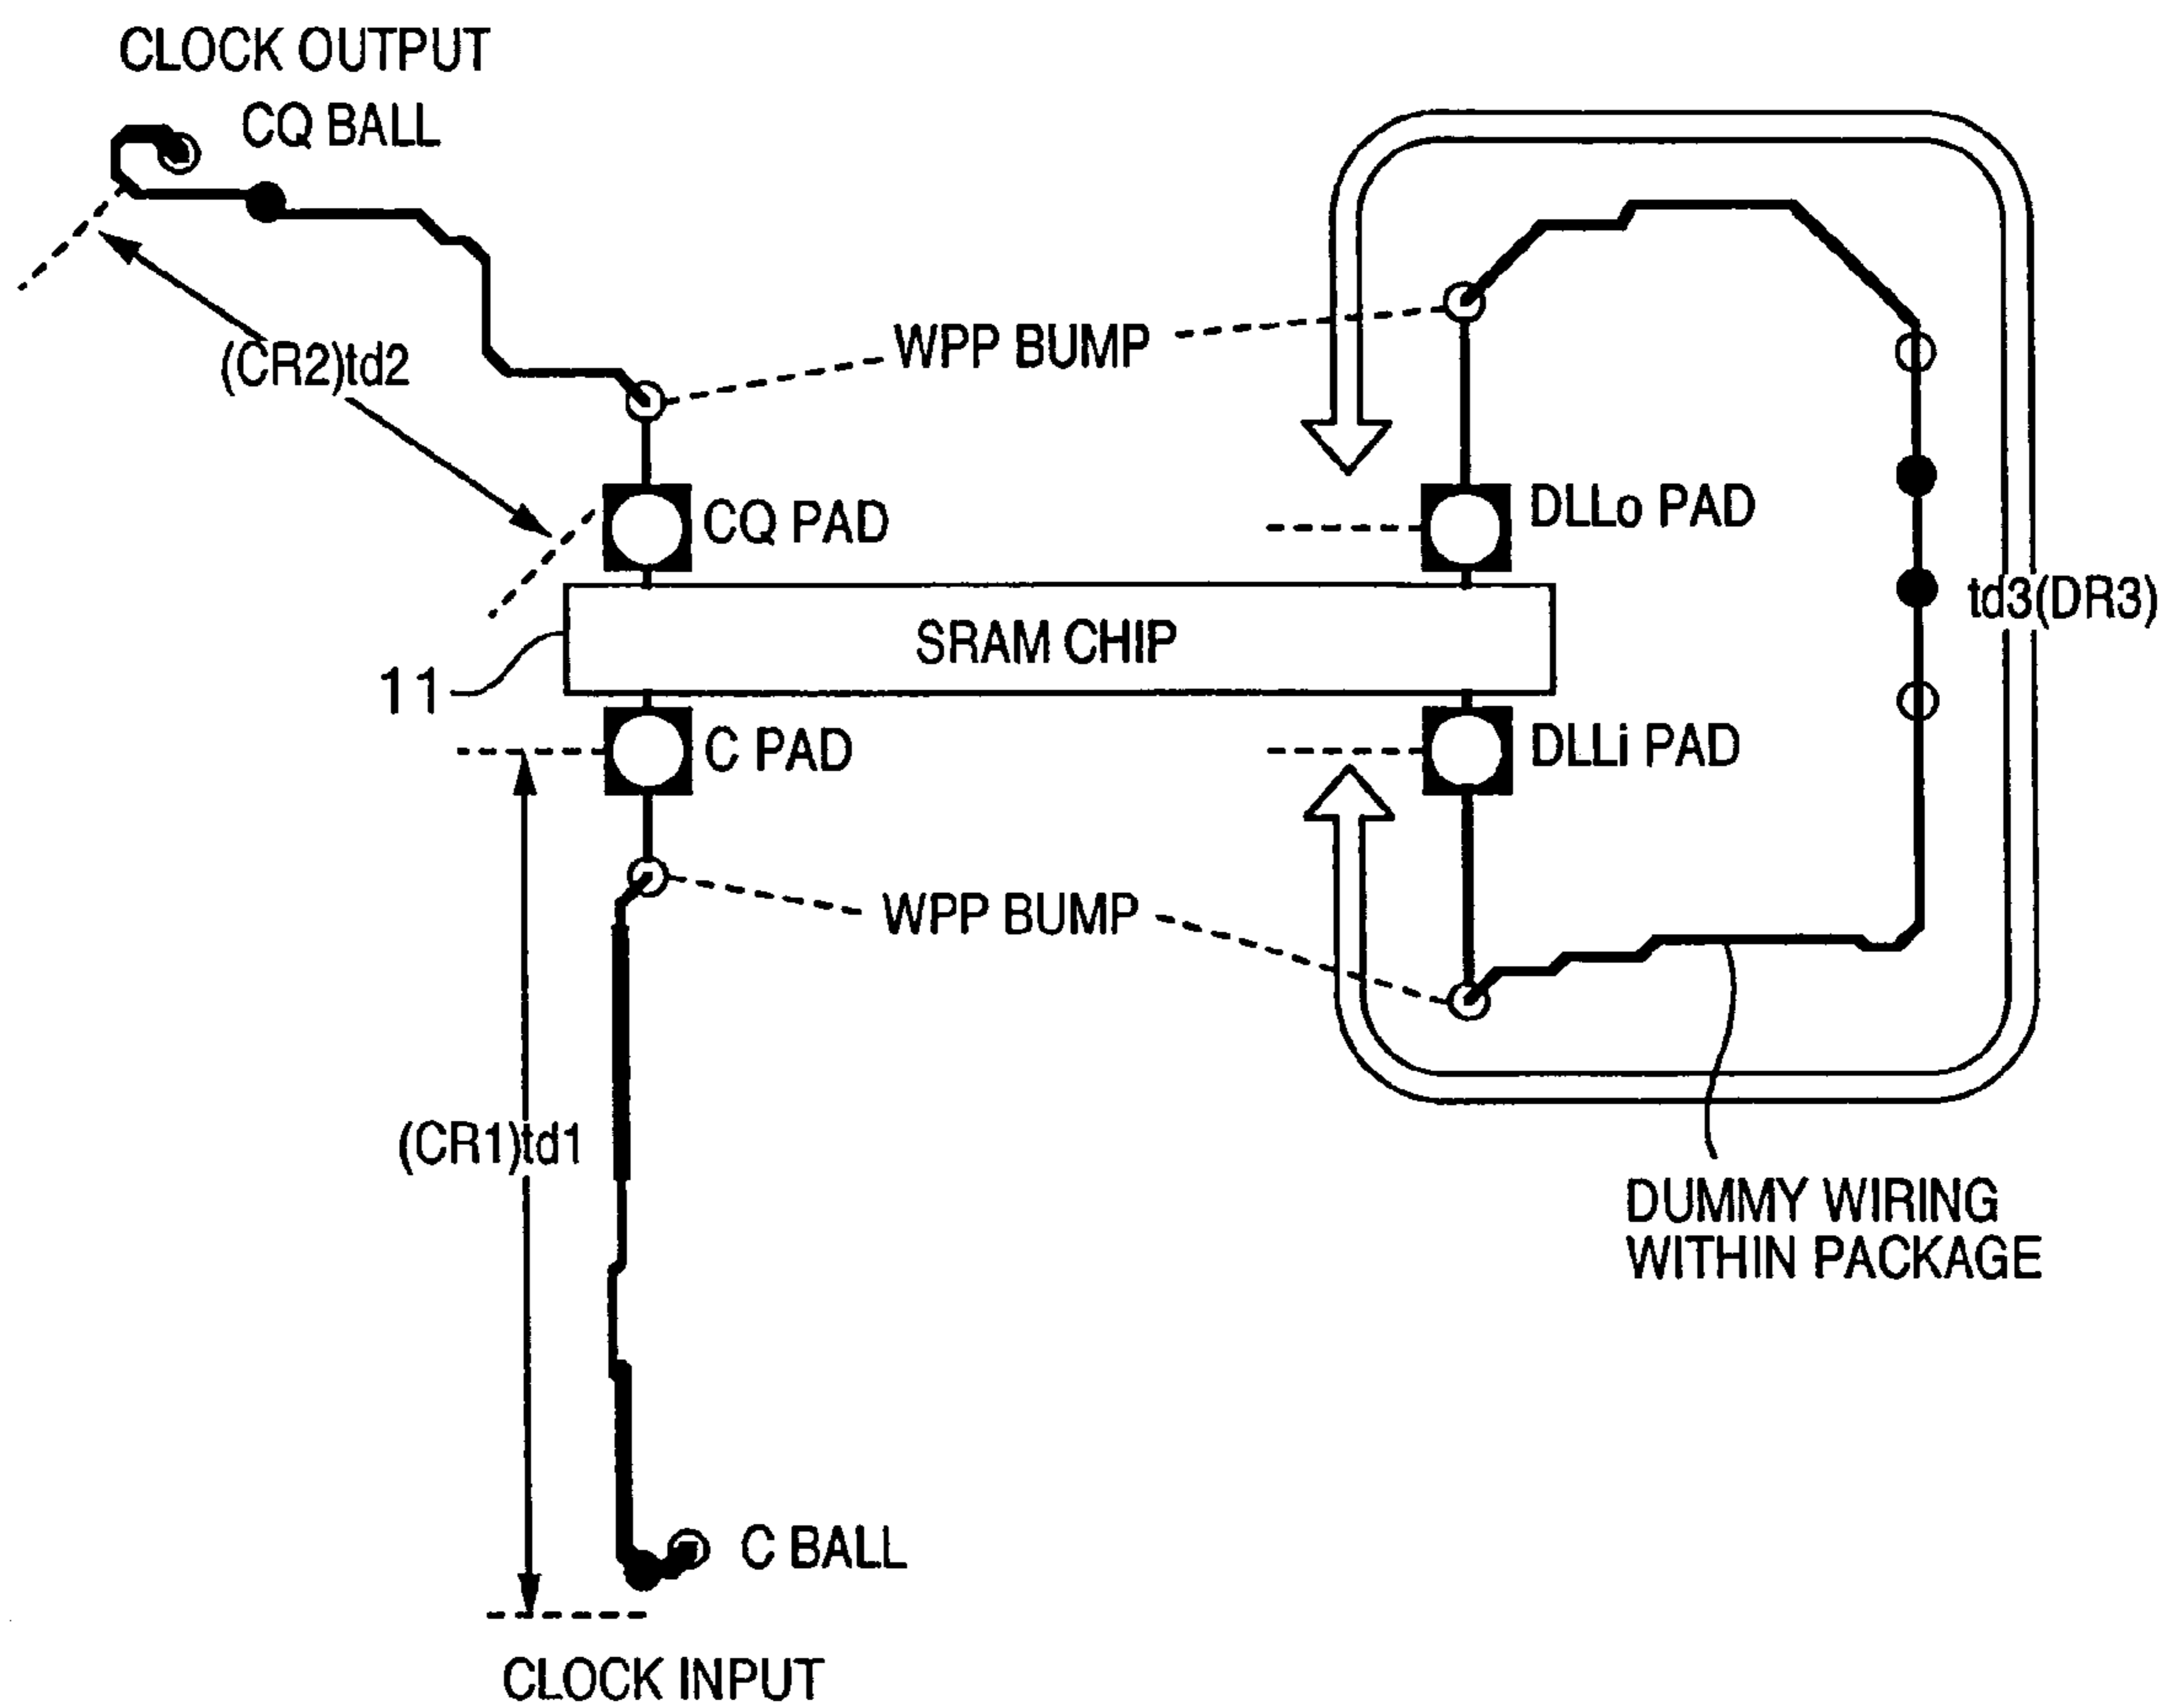 CLOCK OUTPUT
CQ BALL
(CR2)td2
WPP BUMP
CQ PAD
DLLo PAD
td3(DR3)
SRAM CHIP
11
C PAD
DLLi PAD
WPP BUMP
(CR1)td1
DUMMY WIRING
WITHIN PACKAGE
C BALL
CLOCK INPUT